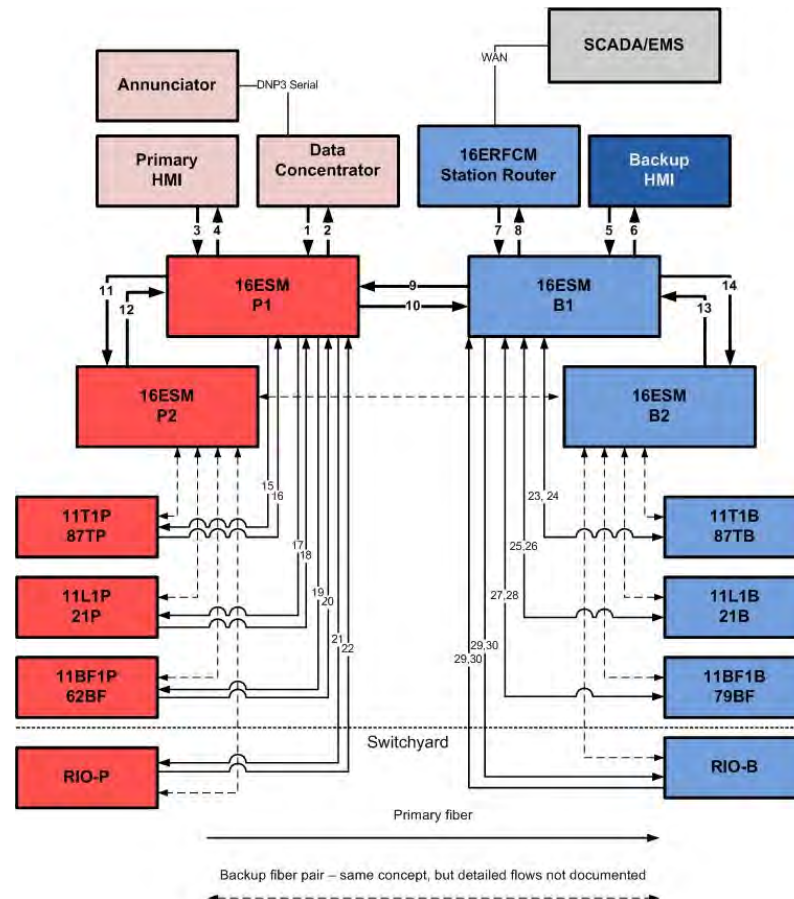 SCADA/EMS
WAN
Annunciator
DNP3 Serial
Primary
HMI
Data
Concentrator
16ERFCM
Station Router
Backup
HMI
3
4
1
2
7
8
5
6
11
12
16ESM
P1
9
10
16ESM
B1
14
13
16ESM
P2
16ESM
B2
15
16
23, 24
11T1P
87TP
11T1B
87TB
17
18
25,26
11L1P
21P
11L1B
21B
19
20
27,28
21
22
29,30
29,30
11BF1P
62BF
11BF1B
79BF
Switchyard
RIO-P
RIO-B
Primary fiber
Backup fiber pair – same concept, but detailed flows not documented